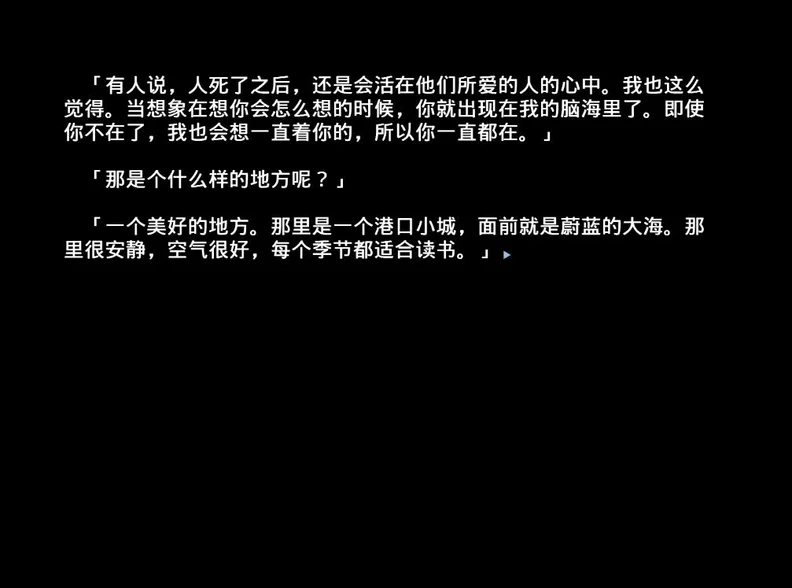 「有人说，人死了之后，还是会活在他们所爱的人的心中。我也这么
觉得。当想象在想你会怎么想的时候，你就出现在我的脑海里了。即使
你不在了，我也会想一直着你的，所以你一直都在。」
「那是个什么样的地方呢？」
「一个美好的地方。那里是一个港口小城，面前就是蔚蓝的大海。那
里很安静，空气很好，每个季节都适合读书。」